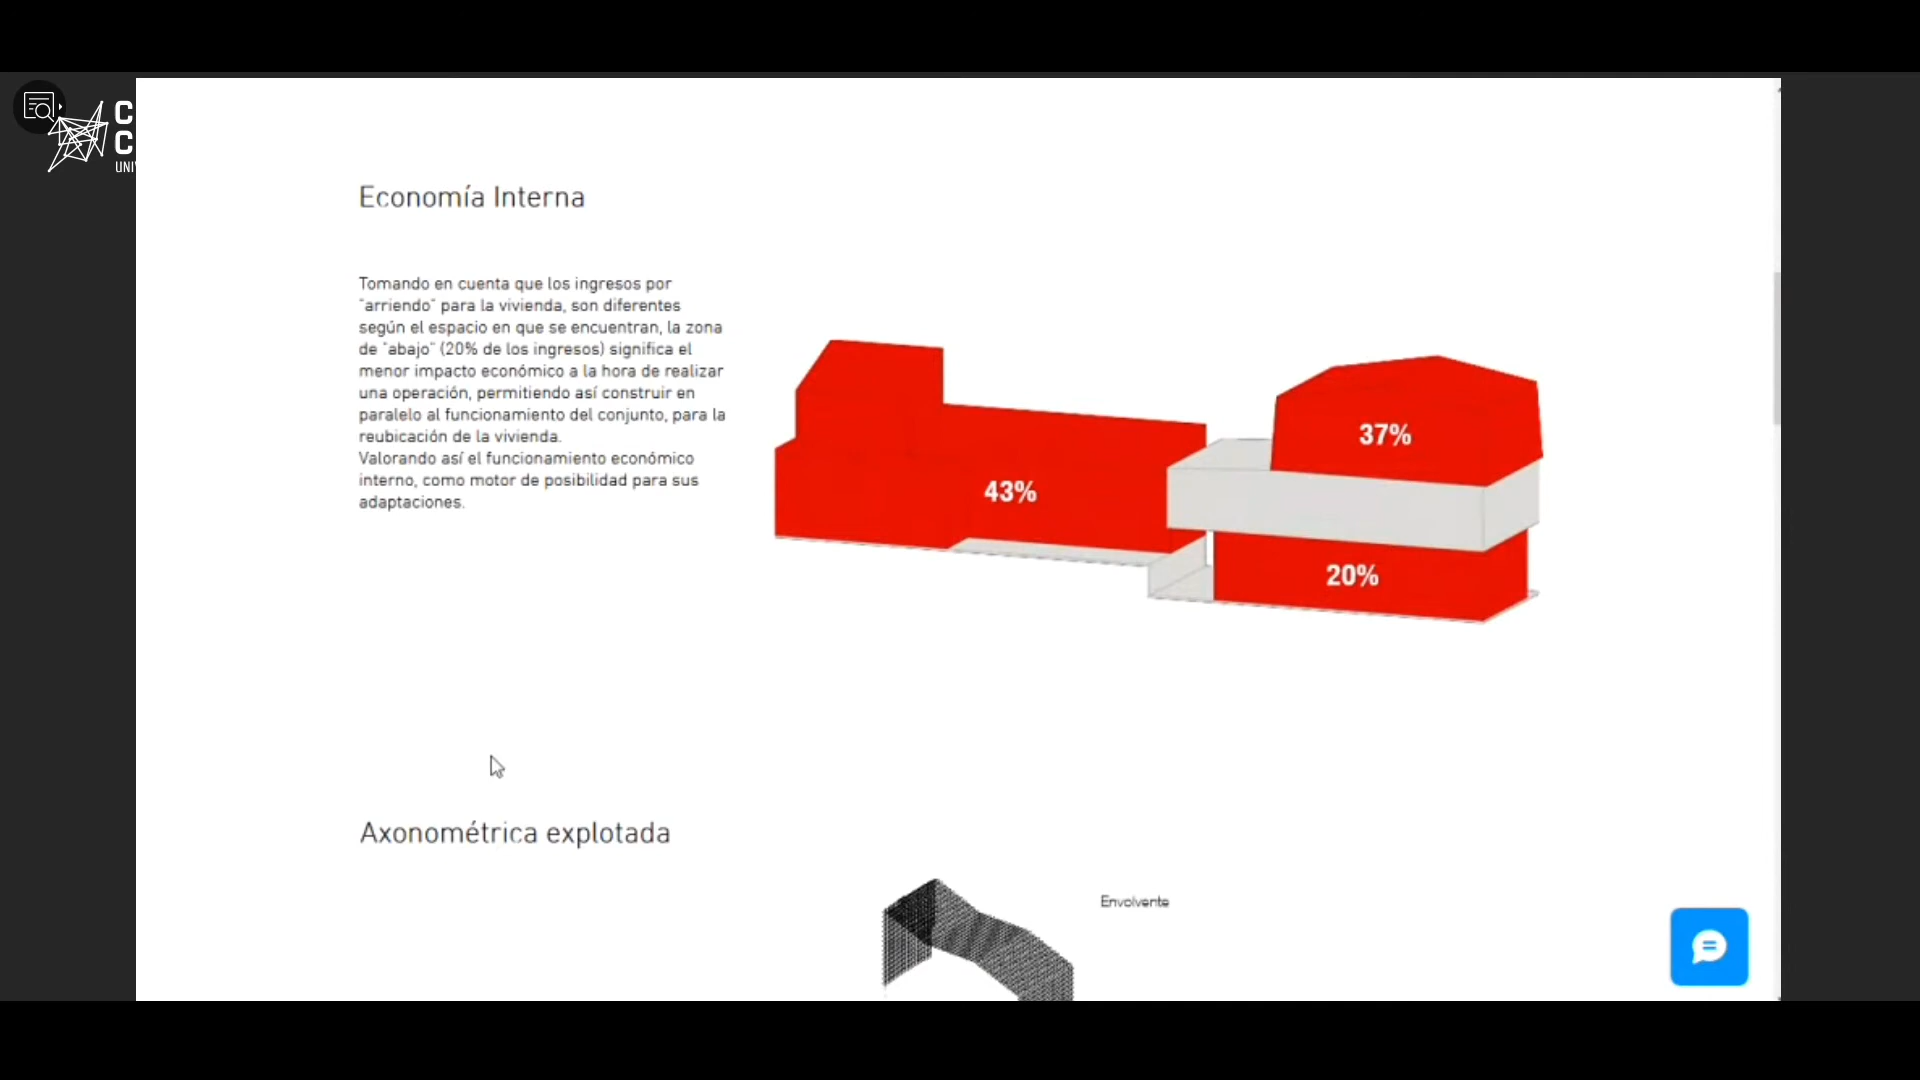 C
C
UNI
Economía Interna
Tomando en cuenta que los ingresos por
"arriendo" para la vivienda, son diferentes
según el espacio en que se encuentran, la zona
de "abajo" (20% de los ingresos) significa el
menor impacto económico a la hora de realizar
una operación, permitiendo así construir en
paralelo al funcionamiento del conjunto, para la
reubicación de la vivienda.
Valorando así el funcionamiento económico
interno, como motor de posibilidad para sus
adaptaciones.
37%
43%
20%
Axonométrica explotada
Envolvente